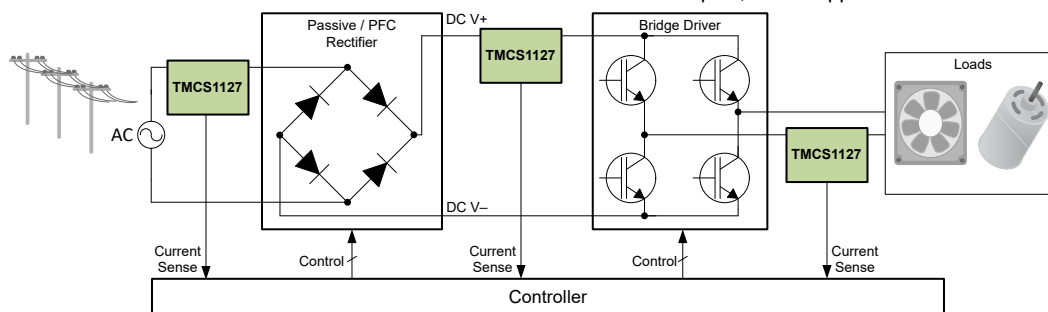 DC V+
Passive / PFC
Rectifier
Bridge Driver
TMCS1127
TMCS1127
Loads
AC
TMCS1127
DC V–
Current
Sense
Control
Current
Sense
Control
Current
Sense
Controller